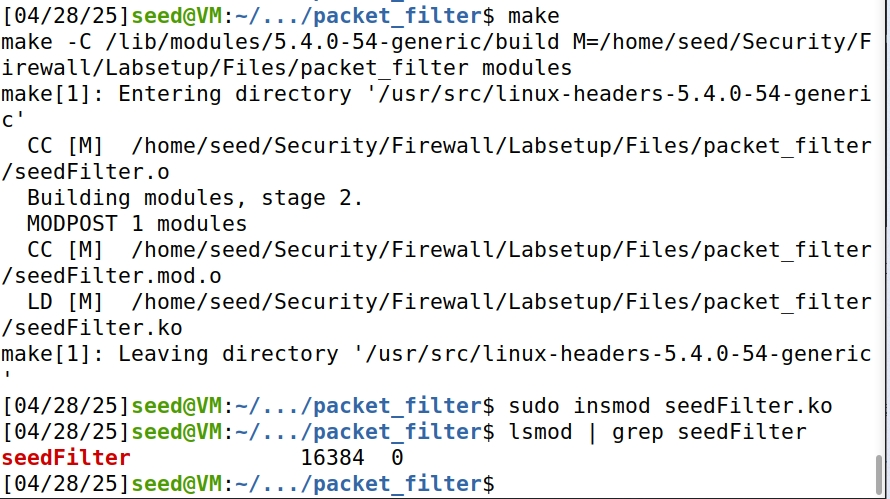 [04/28/25]seed@VM:~/.../packet_filter$ make
make -C /lib/modules/5.4.0-54-generic/build M=/home/seed/Security/F
irewall/Labsetup/Files/packet_filter modules
make[1]: Entering directory '/usr/src/linux-headers-5.4.0-54-generi
c'
  CC [M]  /home/seed/Security/Firewall/Labsetup/Files/packet_filter
/seedFilter.o
  Building modules, stage 2.
  MODPOST 1 modules
  CC [M]  /home/seed/Security/Firewall/Labsetup/Files/packet_filter
/seedFilter.mod.o
  LD [M]  /home/seed/Security/Firewall/Labsetup/Files/packet_filter
/seedFilter.ko
make[1]: Leaving directory '/usr/src/linux-headers-5.4.0-54-generic
'
[04/28/25]seed@VM:~/.../packet_filter$ sudo insmod seedFilter.ko
[04/28/25]seed@VM:~/.../packet_filter$ lsmod | grep seedFilter
seedFilter             16384  0
[04/28/25]seed@VM:~/.../packet_filter$